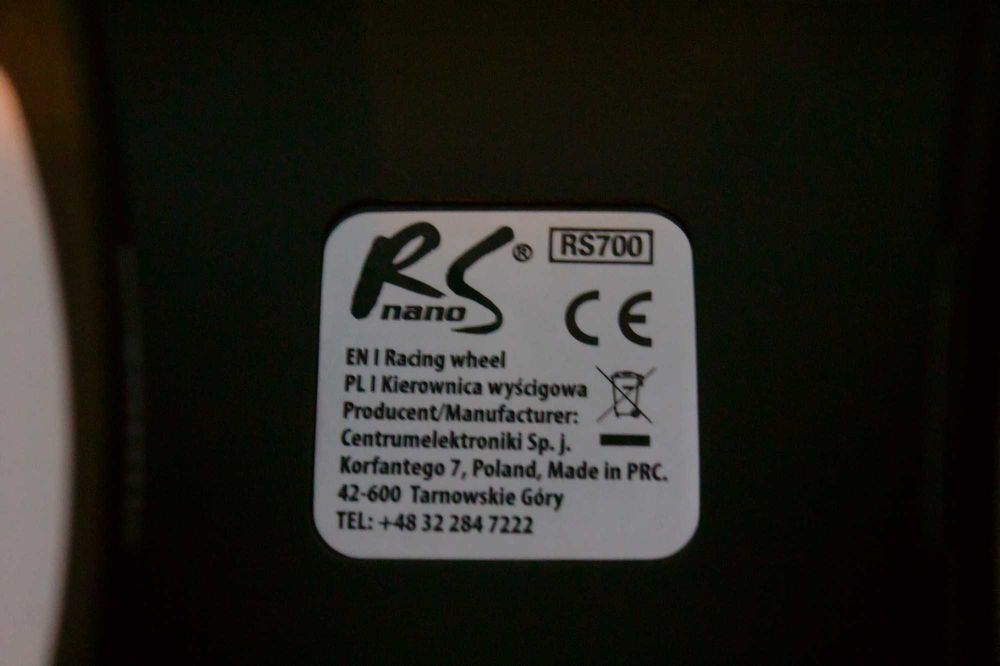 RS®
nano
RS700
CE
EN | Racing wheel
PL | Kierownica wyścigowa
Producent/Manufacturer:
Centrumelektroniki Sp. j.
Korfantego 7, Poland, Made in PRC.
42-600 Tarnowskie Góry
TEL: +48 32 284 7222